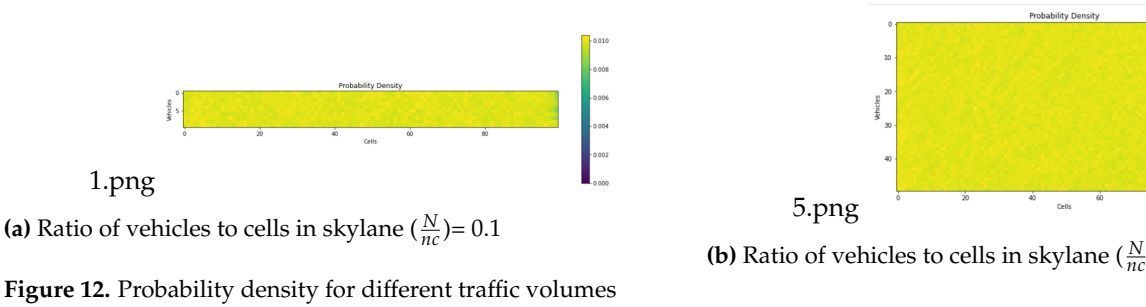 Probability Density
0
5
Vehicles
0
20
40
60
80
Cells
0.010
0.008
0.006
0.004
0.002
0.000
1.png
(a) Ratio of vehicles to cells in skylane (N/nc)= 0.1
Probability Density
0
10
20
30
40
Vehicles
0
20
40
60
Cells
5.png
(b) Ratio of vehicles to cells in skylane (N/nc
Figure 12. Probability density for different traffic volumes